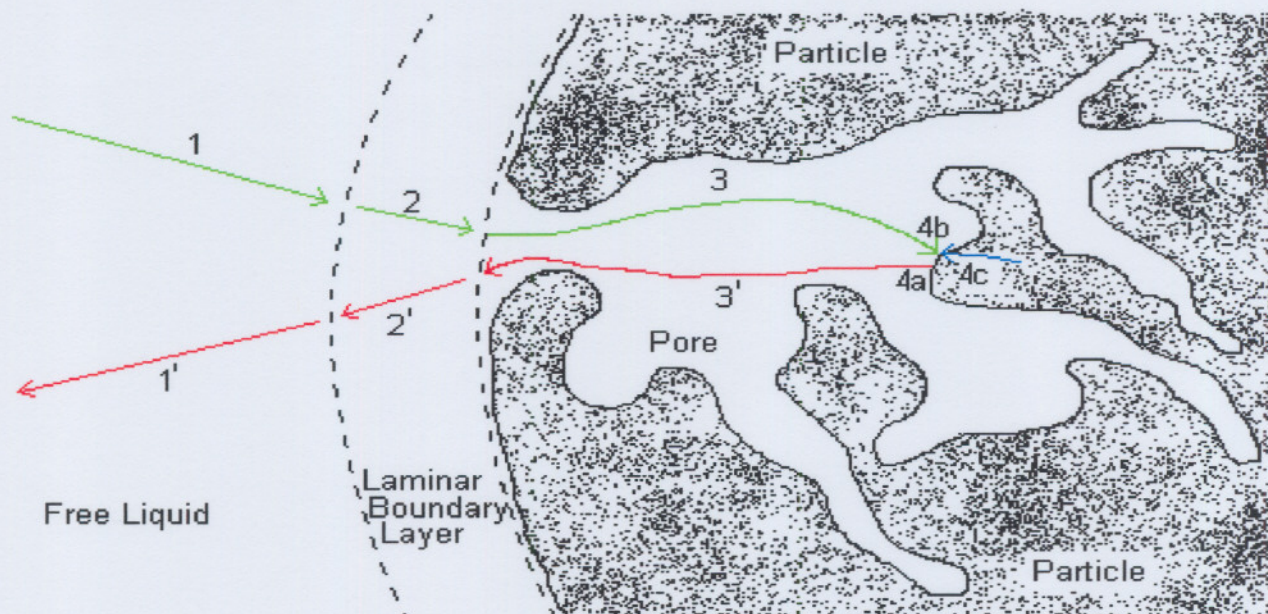 Particle
1
2
3
4b
4a
4c
3'
2'
1'
Pore
Laminar
Boundary
Layer
Free Liquid
Particle